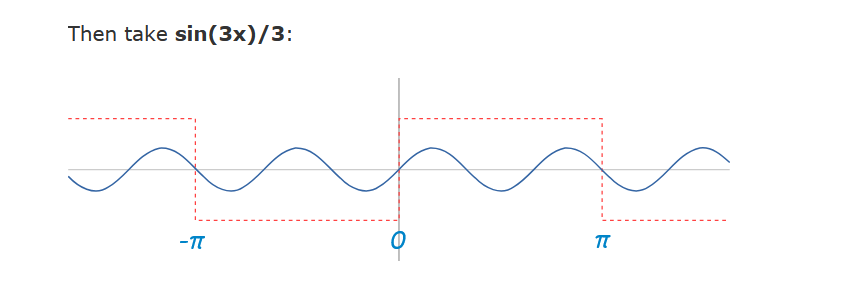 Then take sin(3x)/3:
-π 0 π